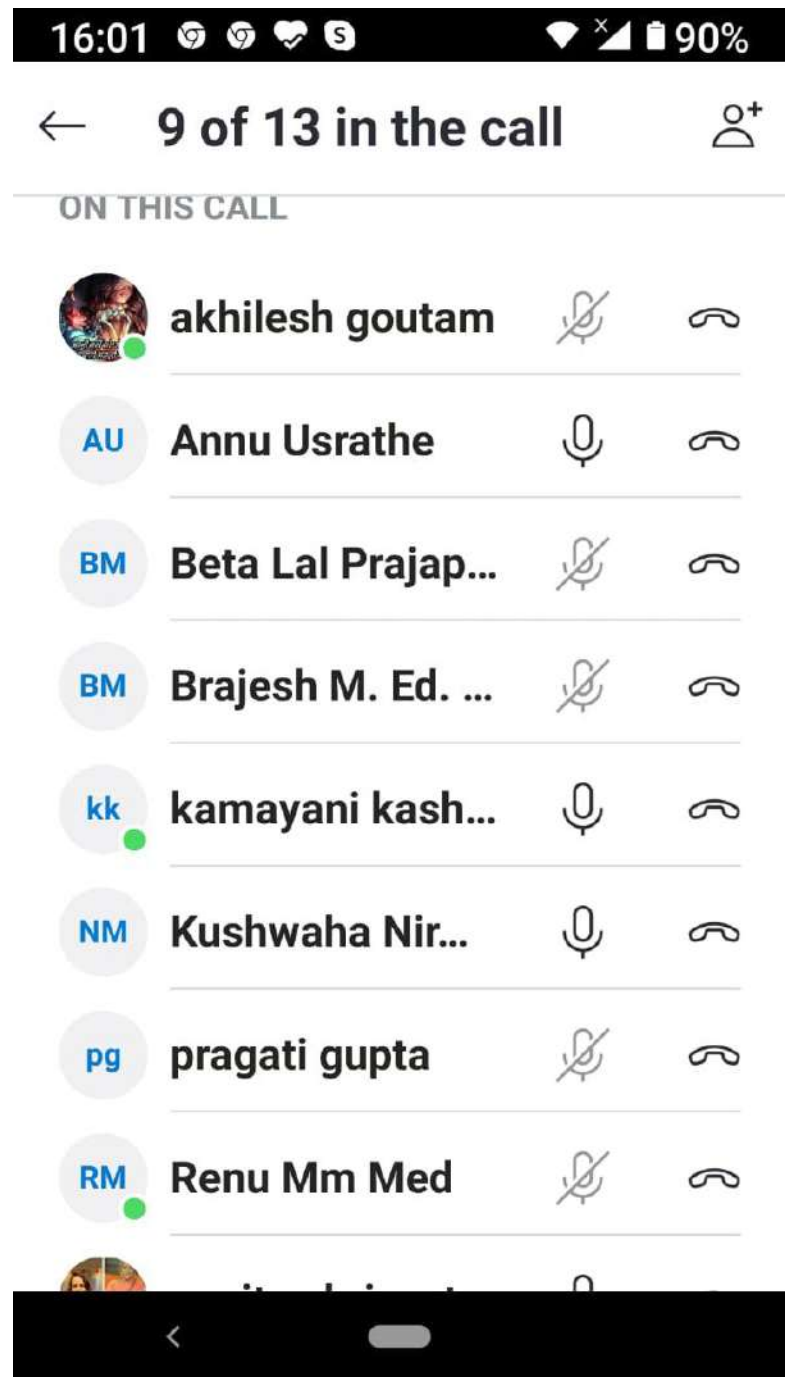 16:01 90%
9 of 13 in the call
ON THIS CALL
akhilesh goutam
AU Annu Usrathe
BM Beta Lal Prajap...
BM Brajesh M. Ed. ...
kk kamayani kash...
NM Kushwaha Nir...
pg pragati gupta
RM Renu Mm Med